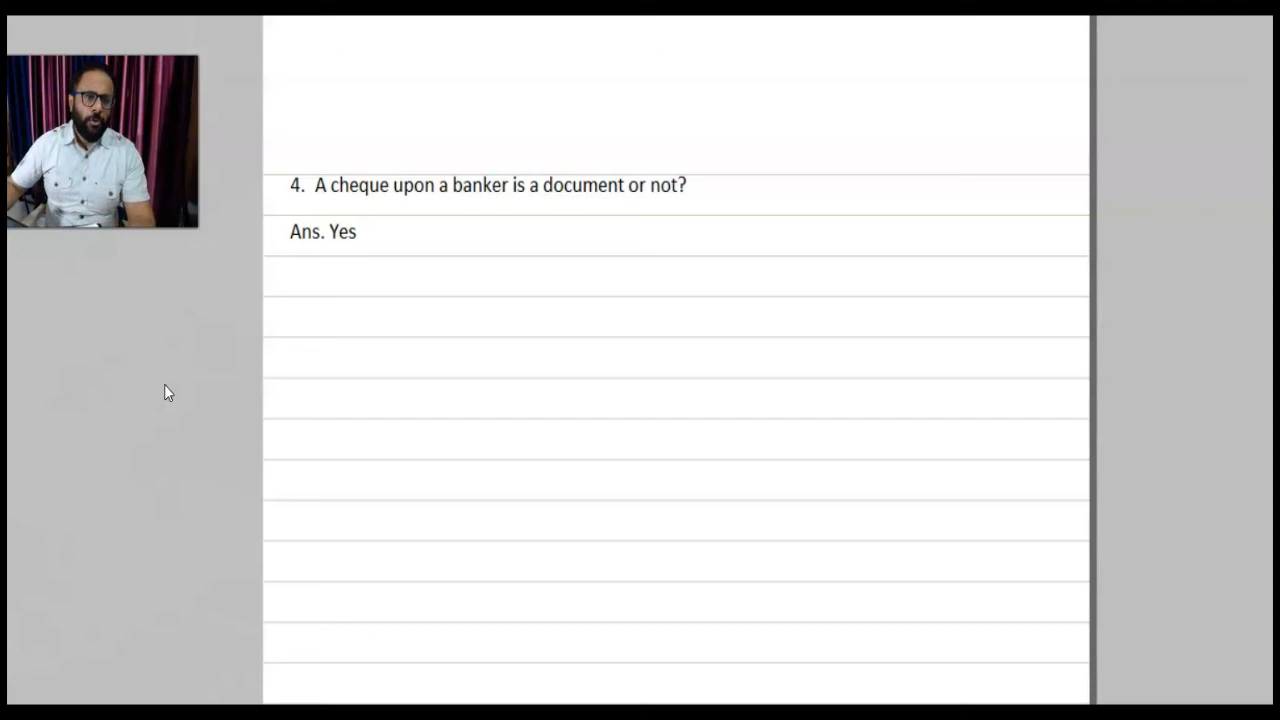 4. A cheque upon a banker is a document or not?
Ans. Yes